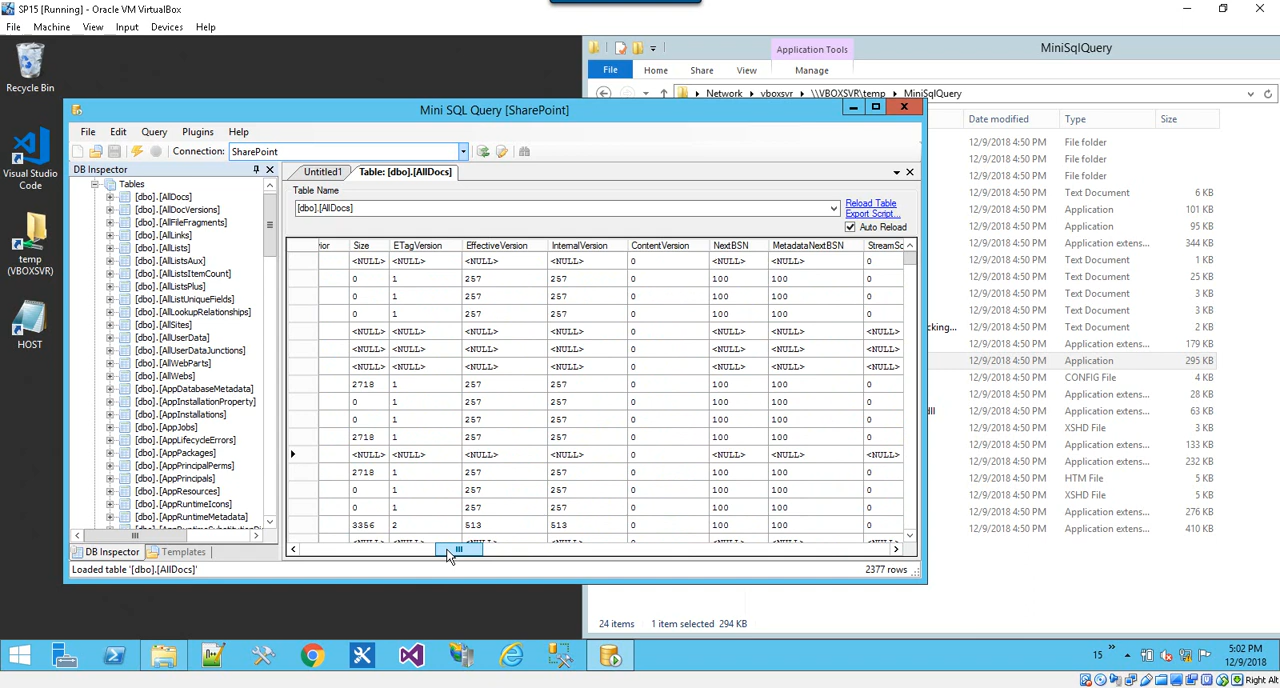 SP15 [Running] - Oracle VM VirtualBox
File Machine View Input Devices Help
Recycle Bin
Visual Studio
Code
temp
(VBOXSVR)
HOST
Application Tools
MiniSqlQuery
File Home Share View Manage
Network vboxsvr \\VBOXSVR\temp MiniSqlQuery
Date modified Type Size
12/9/2018 4:50 PM File folder
12/9/2018 4:50 PM File folder
12/9/2018 4:50 PM File folder
12/9/2018 4:50 PM Text Document 6 KB
12/9/2018 4:50 PM Application 101 KB
12/9/2018 4:50 PM Application 95 KB
12/9/2018 4:50 PM Application extens... 344 KB
12/9/2018 4:50 PM Text Document 1 KB
12/9/2018 4:50 PM Text Document 25 KB
12/9/2018 4:50 PM Text Document 3 KB
cking... 12/9/2018 4:50 PM Text Document 2 KB
12/9/2018 4:50 PM Application extens... 179 KB
12/9/2018 4:50 PM Application 295 KB
12/9/2018 4:50 PM CONFIG File 4 KB
12/9/2018 4:50 PM Application extens... 28 KB
dll 12/9/2018 4:50 PM Application extens... 63 KB
12/9/2018 4:50 PM XSHD File 3 KB
12/9/2018 4:50 PM Application extens... 133 KB
12/9/2018 4:50 PM Application extens... 232 KB
12/9/2018 4:50 PM HTM File 5 KB
12/9/2018 4:50 PM XSHD File 5 KB
12/9/2018 4:50 PM Application extens... 276 KB
12/9/2018 4:50 PM Application extens... 410 KB
24 items 1 item selected 294 KB
Mini SQL Query [SharePoint]
File Edit Query Plugins Help
Connection: SharePoint
DB Inspector
Tables
[dbo].[AllDocs]
[dbo].[AllDocVersions]
[dbo].[AllFileFragments]
[dbo].[AllLinks]
[dbo].[AllLists]
[dbo].[AllListsAux]
[dbo].[AllListsItemCount]
[dbo].[AllListsPlus]
[dbo].[AllListUniqueFields]
[dbo].[AllLookupRelationships]
[dbo].[AllSites]
[dbo].[AllUserData]
[dbo].[AllUserDataJunctions]
[dbo].[AllWebParts]
[dbo].[AllWebs]
[dbo].[AppDatabaseMetadata]
[dbo].[AppInstallationProperty]
[dbo].[AppInstallations]
[dbo].[AppJobs]
[dbo].[AppLifecycleErrors]
[dbo].[AppPackages]
[dbo].[AppPrincipalPerms]
[dbo].[AppPrincipals]
[dbo].[AppResources]
[dbo].[AppRuntimeIcons]
[dbo].[AppRuntimeMetadata]
DB Inspector Templates
Untitled1 Table: [dbo].[AllDocs]
Table Name
[dbo].[AllDocs]
Reload Table
Export Script...
Auto Reload
ior Size ETagVersion EffectiveVersion InternalVersion ContentVersion NextBSN MetadataNextBSN StreamSc
<NULL> <NULL> <NULL> <NULL> 0 <NULL> <NULL> 0
0 1 257 257 0 100 100 0
0 1 257 257 0 100 100 0
0 1 257 257 0 100 100 0
<NULL> <NULL> <NULL> <NULL> 0 <NULL> <NULL> <NULL>
<NULL> <NULL> <NULL> <NULL> 0 <NULL> <NULL> <NULL>
<NULL> <NULL> <NULL> <NULL> 0 <NULL> <NULL> <NULL>
2718 1 257 257 0 100 100 0
0 1 257 257 0 100 100 0
0 1 257 257 0 100 100 0
2718 1 257 257 0 100 100 0
<NULL> <NULL> <NULL> <NULL> 0 <NULL> <NULL> <NULL>
2718 1 257 257 0 100 100 0
0 1 257 257 0 100 100 0
0 1 257 257 0 100 100 0
3356 2 513 513 0 100 100 0
Loaded table '[dbo].[AllDocs]' 2377 rows
15
5:02 PM
12/9/2018
Right Alt